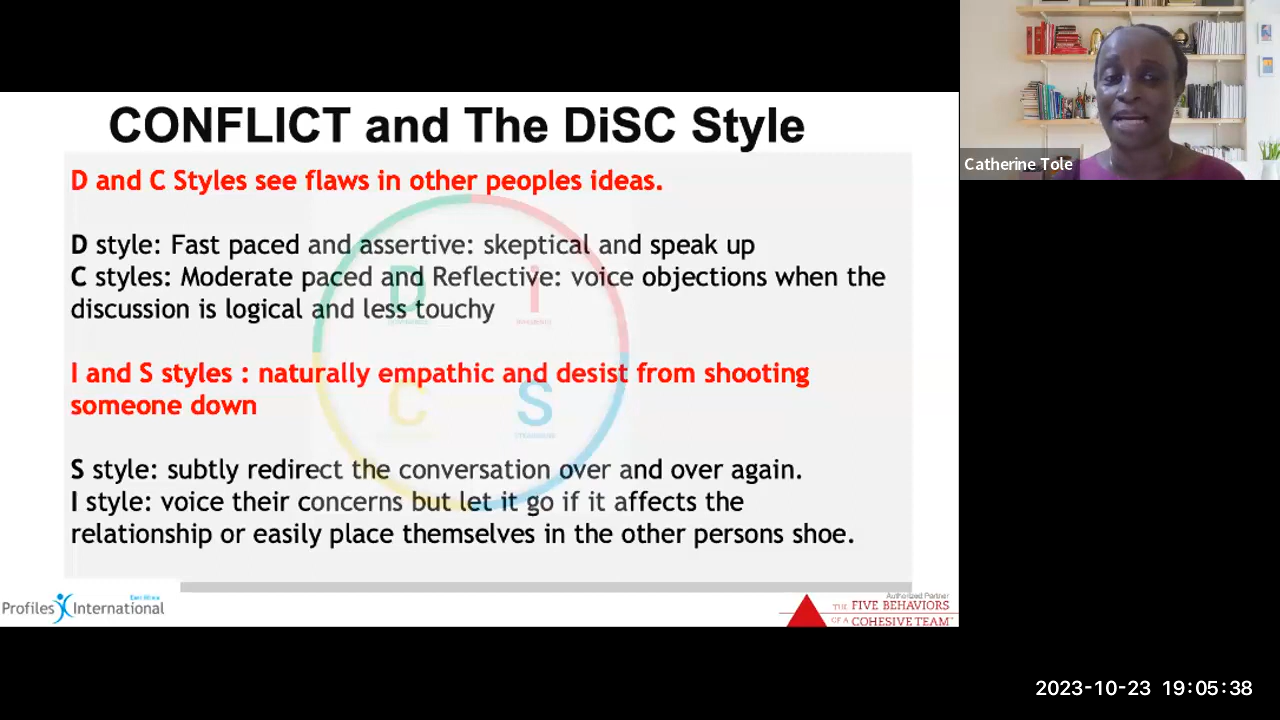 CONFLICT and The DiSC Style
D and C Styles see flaws in other peoples ideas.
D style: Fast paced and assertive: skeptical and speak up
C styles: Moderate paced and Reflective: voice objections when the
discussion is logical and less touchy
I and S styles : naturally empathic and desist from shooting
someone down
S style: subtly redirect the conversation over and over again.
I style: voice their concerns but let it go if it affects the
relationship or easily place themselves in the other persons shoe.
D
I
C
S
Profiles International
East Africa
Authorized Partner
THE FIVE BEHAVIORS
OF A COHESIVE TEAM™
Catherine Tole
2023-10-23 19:05:38